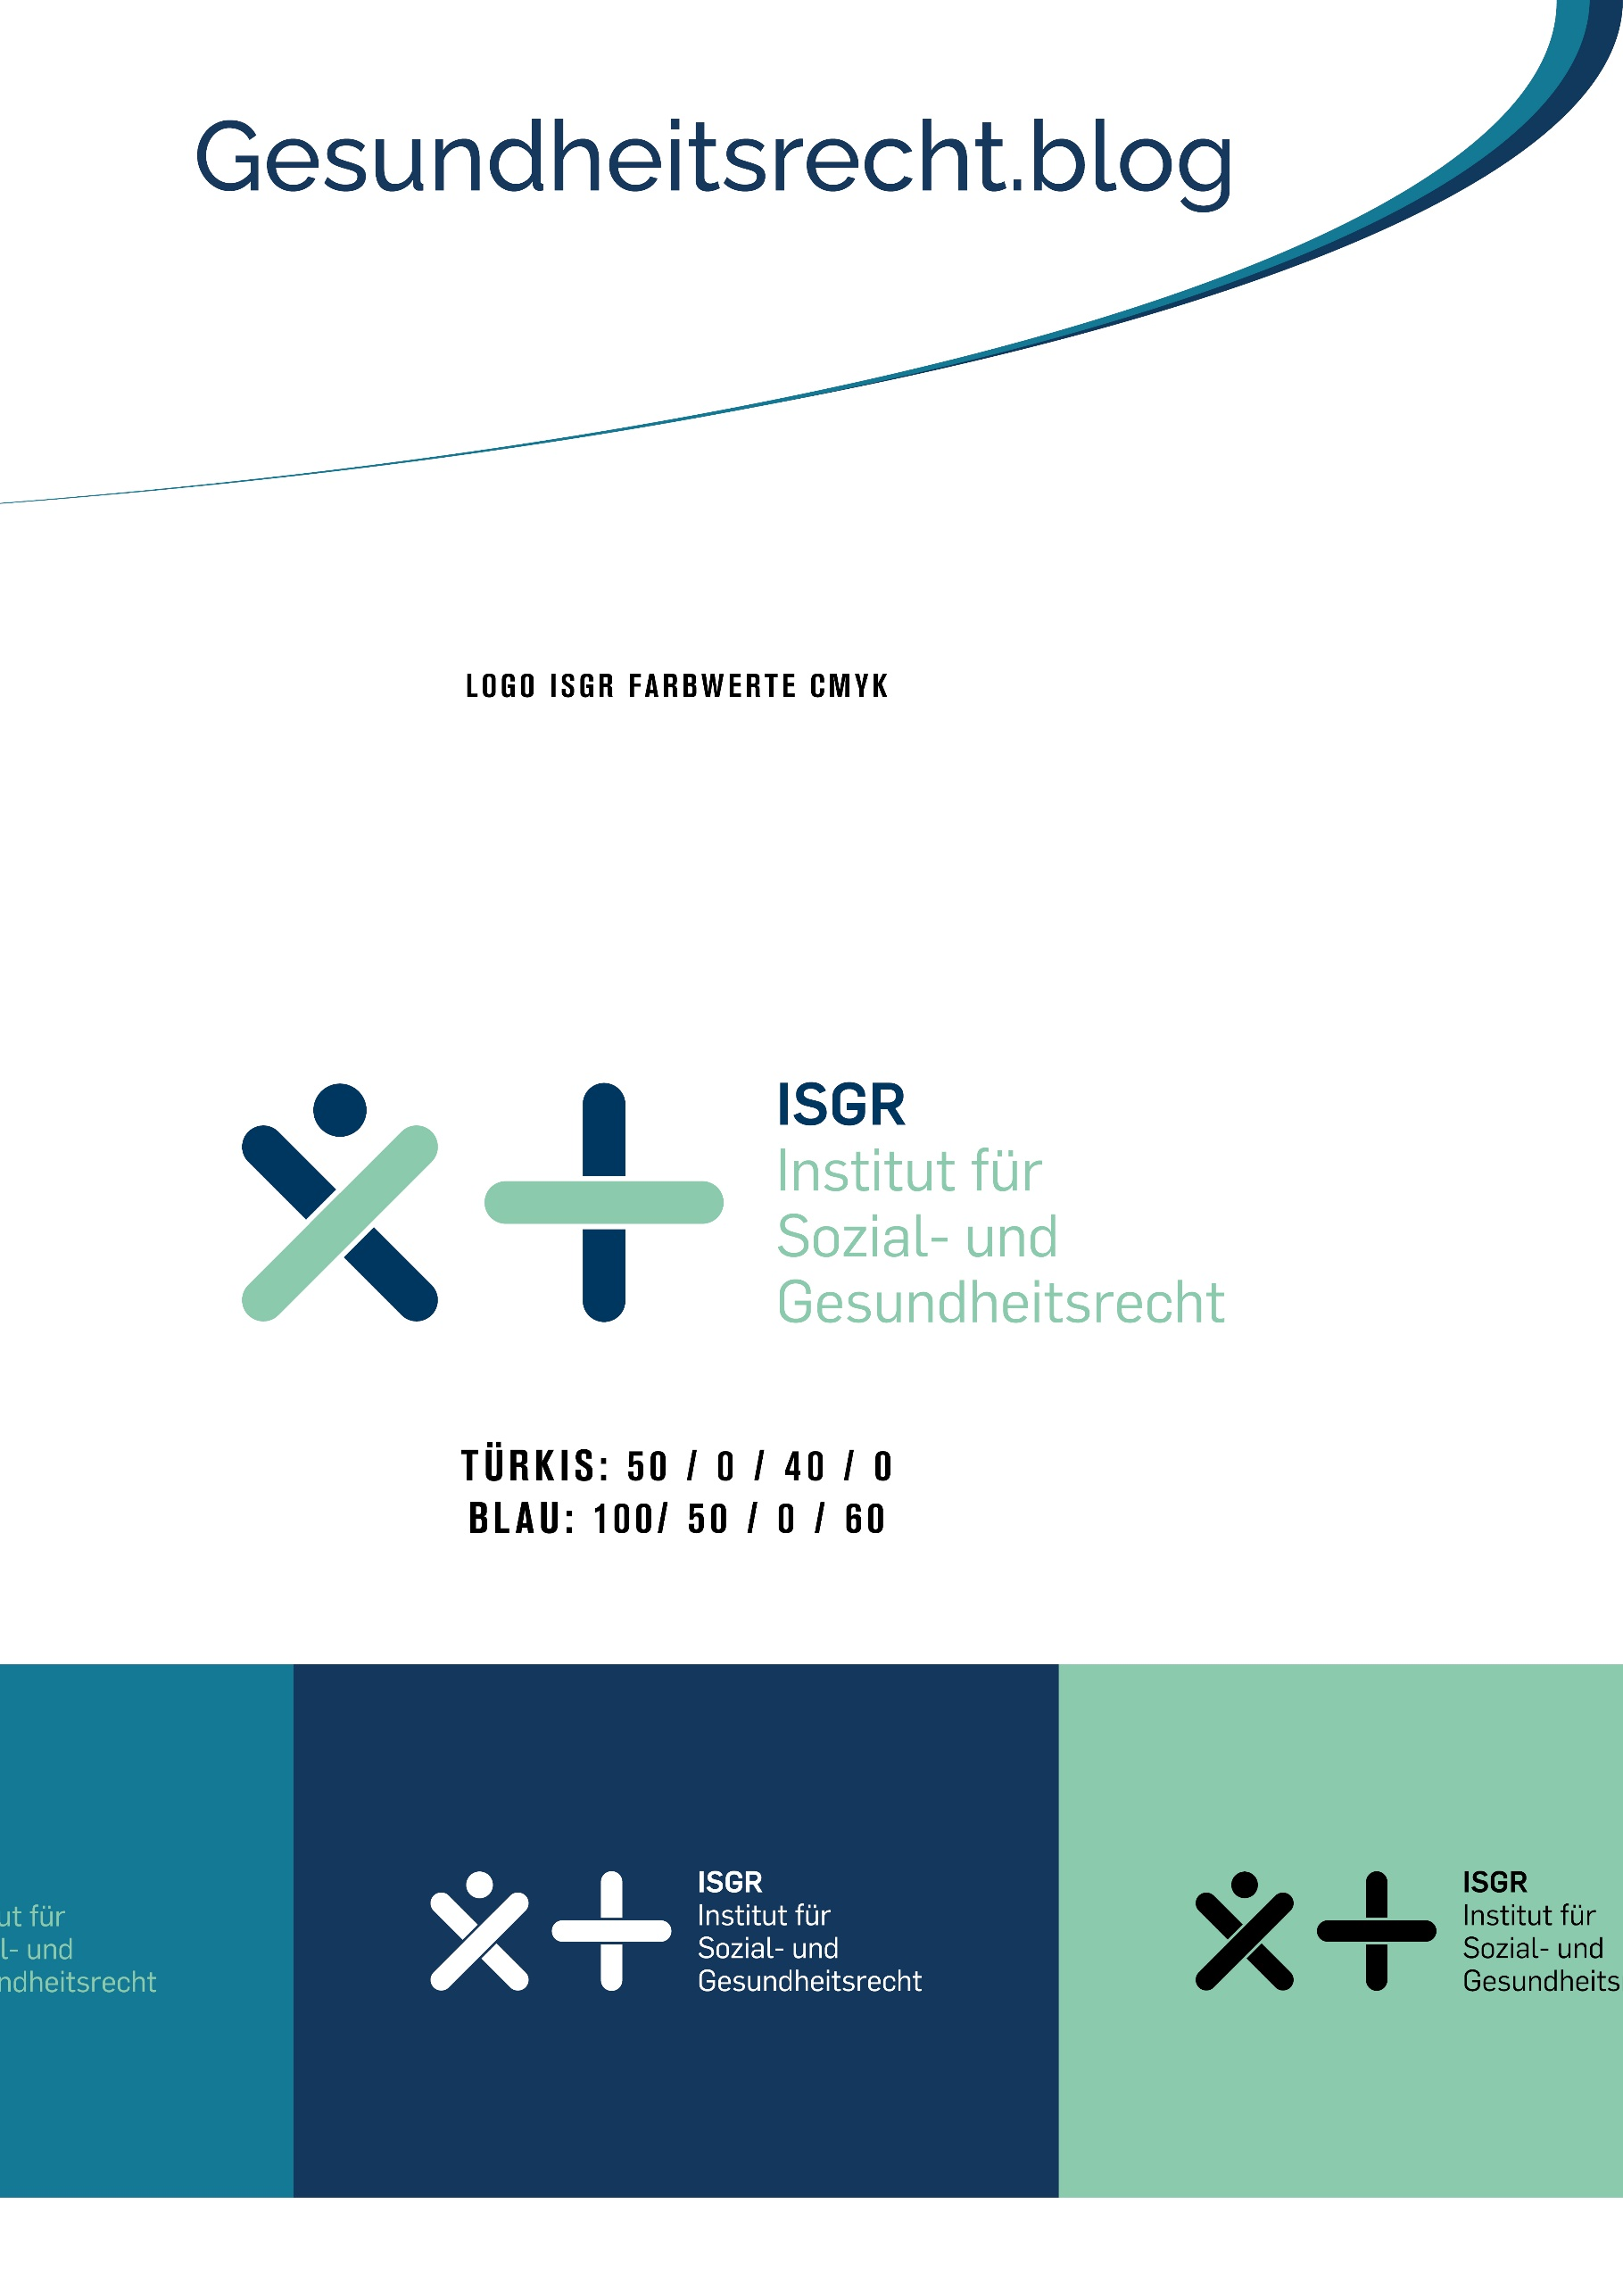 Gesundheitsrecht.blog
LOGO ISGR FARBWERTE CMYK
ISGR
Institut für
Sozial- und
Gesundheitsrecht
TÜRKIS: 50 / 0 / 40 / 0
BLAU: 100/ 50 / 0 / 60
ut für
l- und
ndheitsrecht
ISGR
Institut für
Sozial- und
Gesundheitsrecht
ISGR
Institut für
Sozial- und
Gesundheits